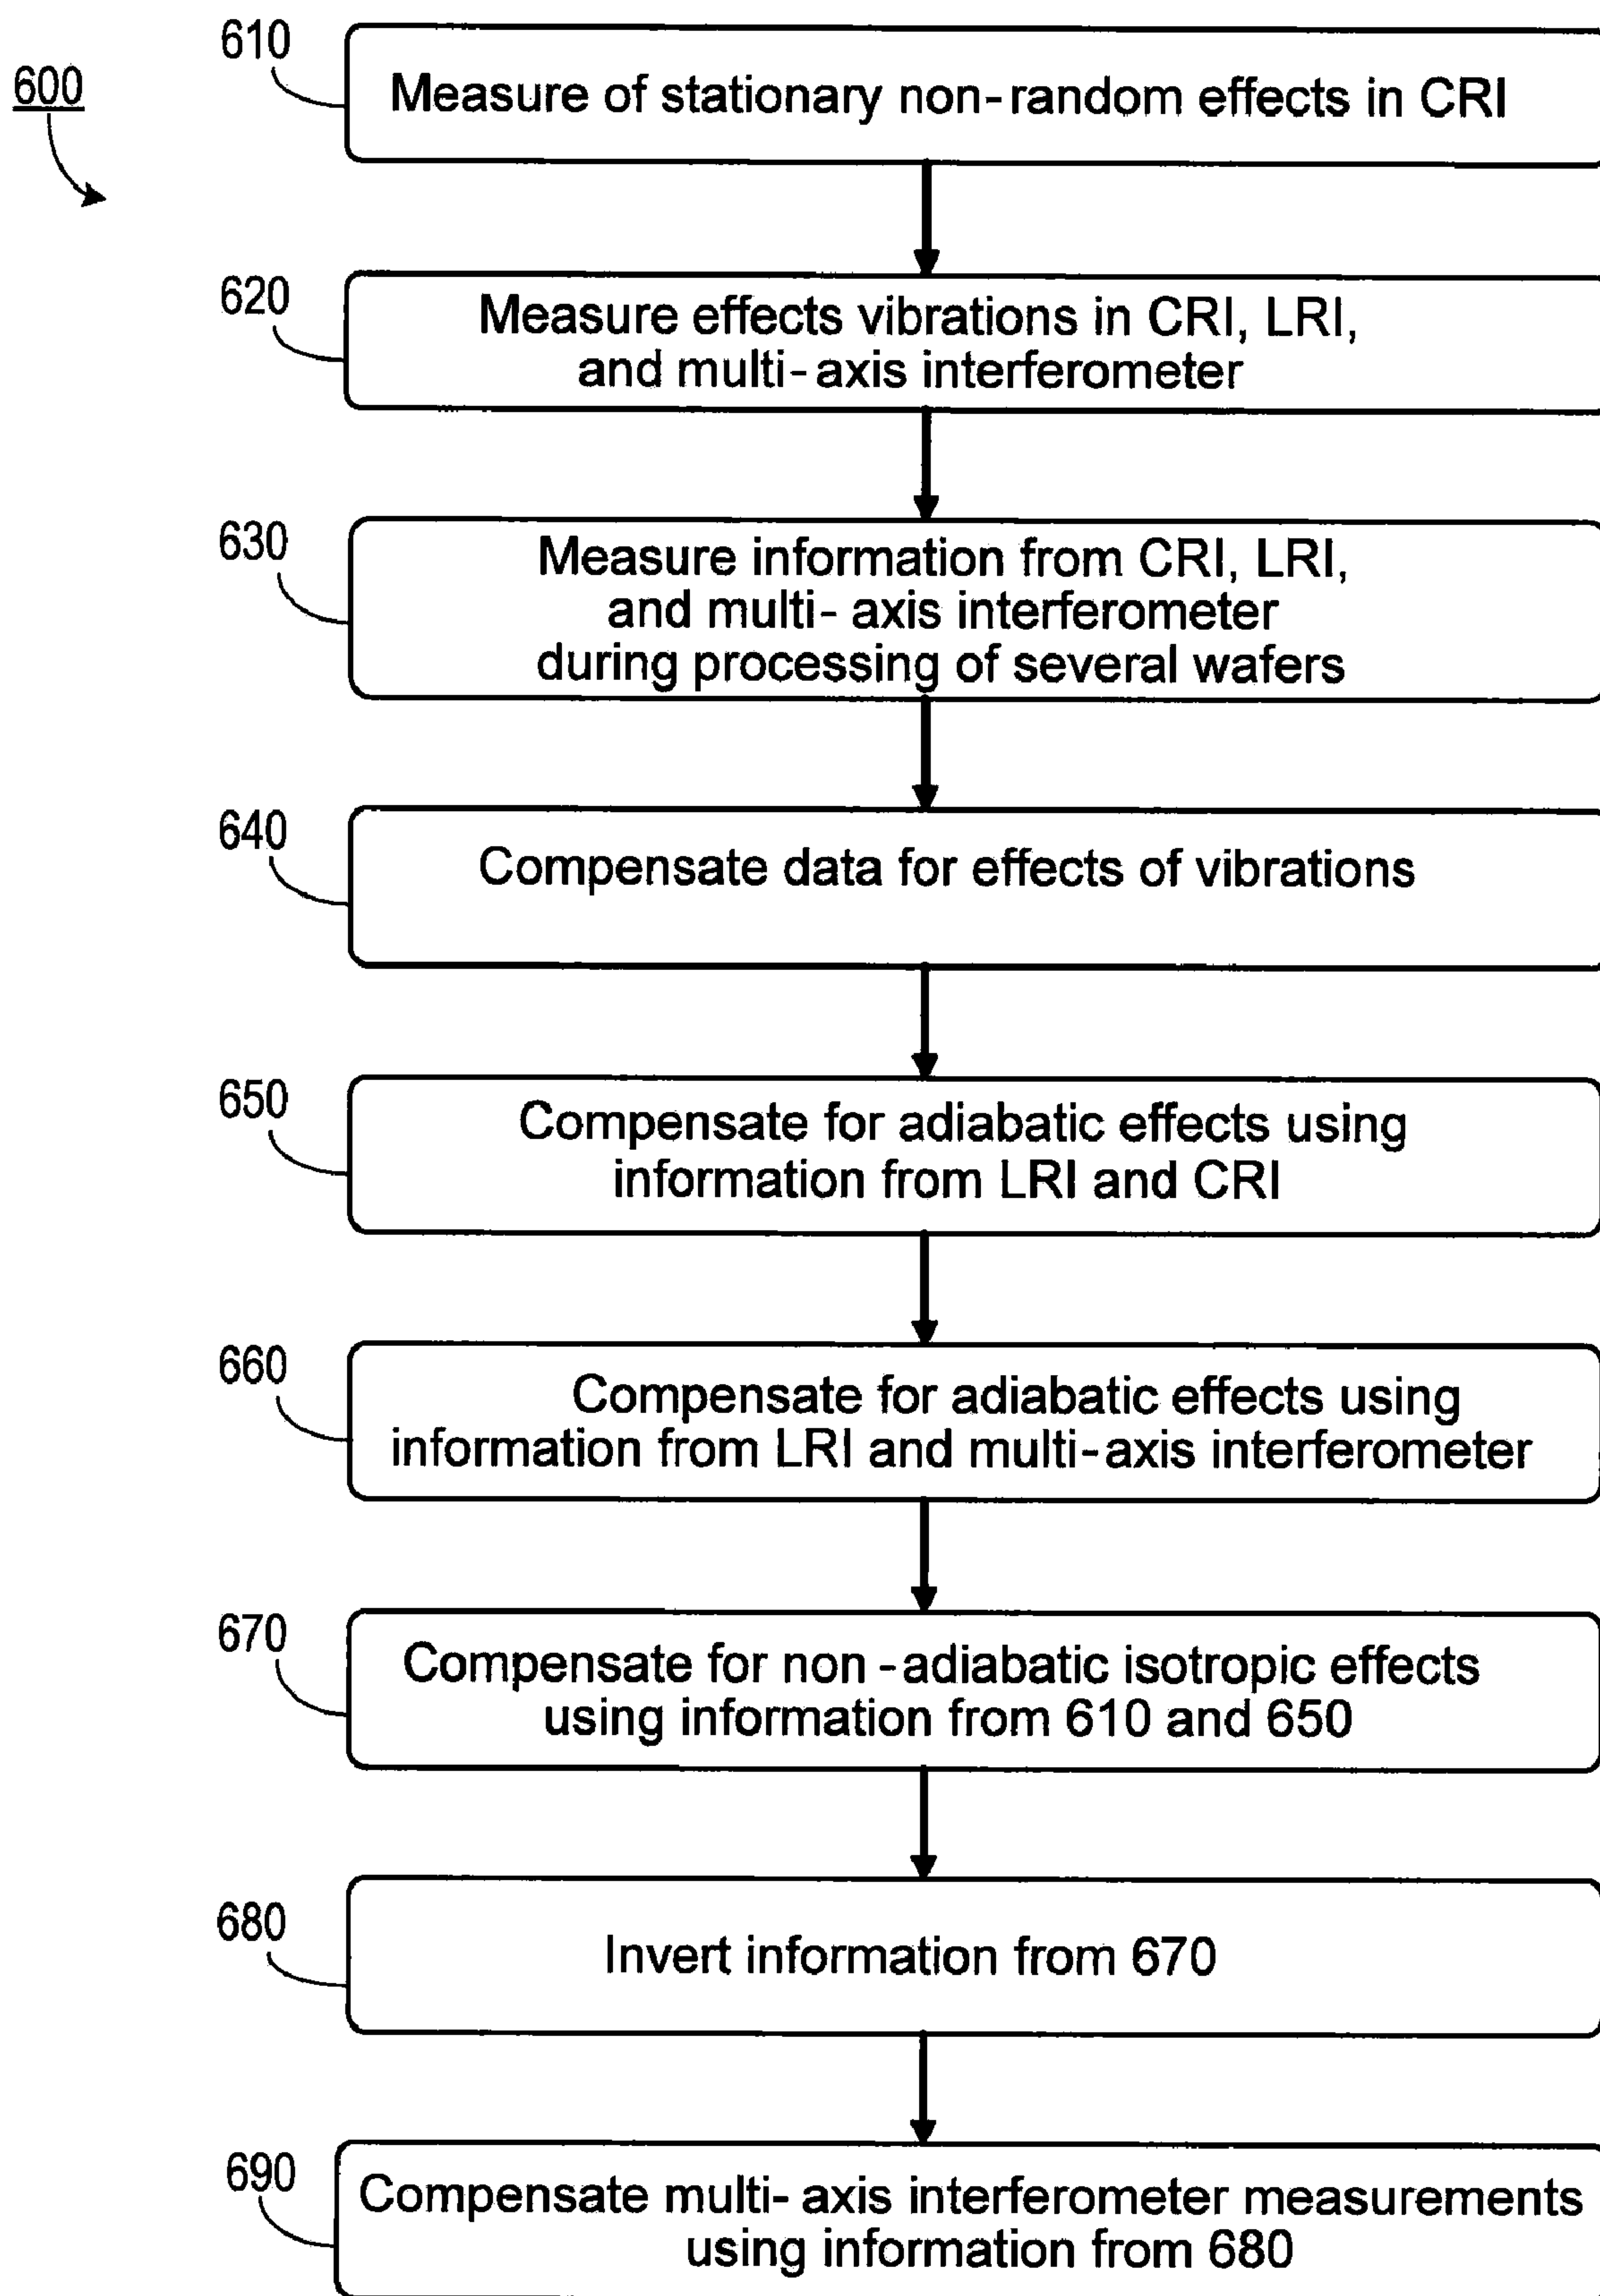 600
610
Measure of stationary non-random effects in CRI
620
Measure effects vibrations in CRI, LRI,
and multi-axis interferometer
630
Measure information from CRI, LRI,
and multi- axis interferometer
during processing of several wafers
640
Compensate data for effects of vibrations
650
Compensate for adiabatic effects using
information from LRI and CRI
660
Compensate for adiabatic effects using
information from LRI and multi-axis interferometer
670
Compensate for non -adiabatic isotropic effects
using information from 610 and 650
680
Invert information from 670
690
Compensate multi- axis interferometer measurements
using information from 680